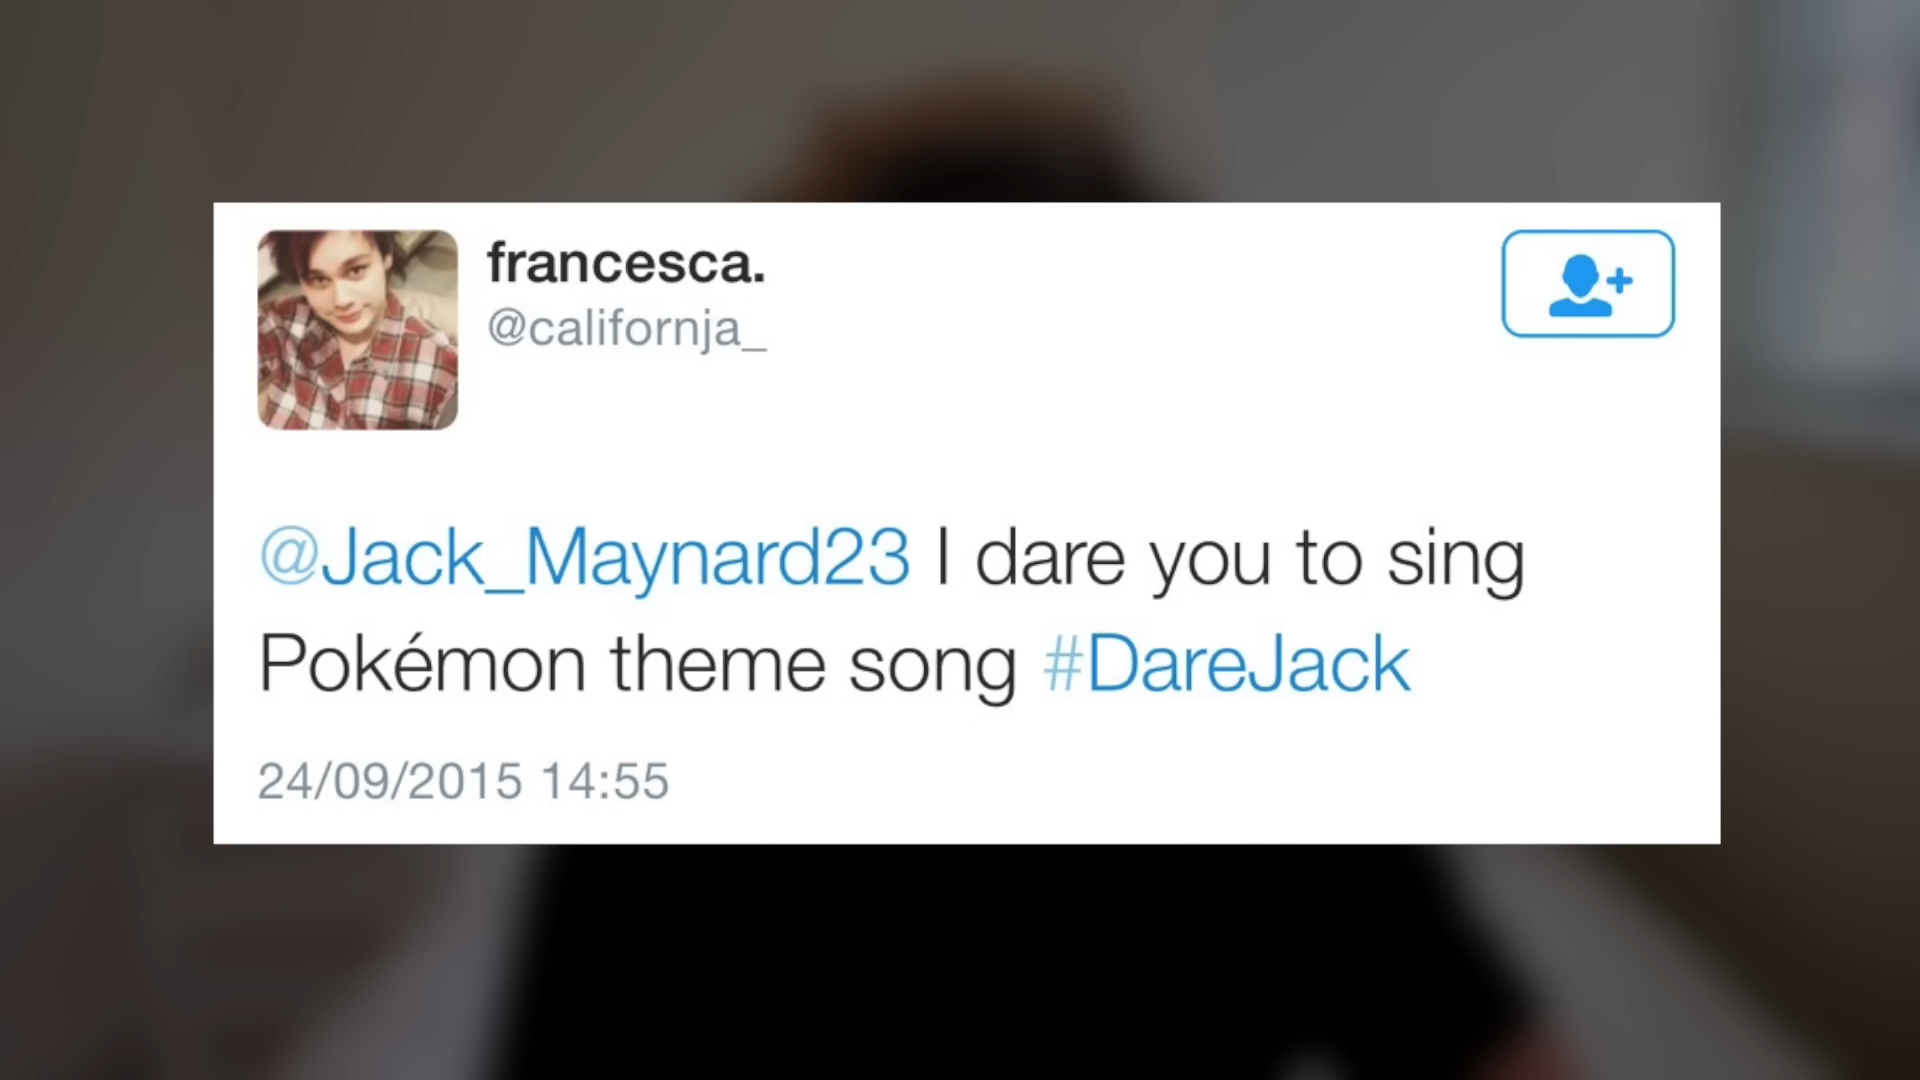 francesca.
@californja_
@Jack_Maynard23 I dare you to sing
Pokémon theme song #DareJack
24/09/2015 14:55